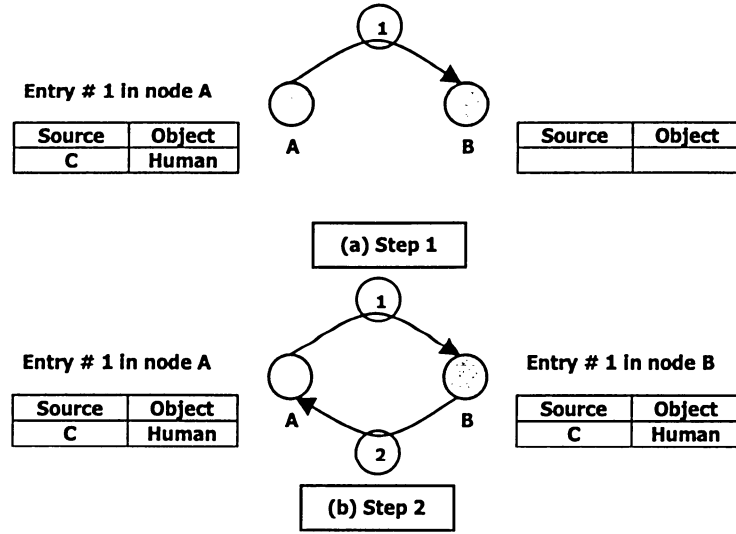 1
Entry # 1 in node A
A
B
Source Object
C Human
Source Object
(a) Step 1
1
Entry # 1 in node A
Entry # 1 in node B
A
B
Source Object
C Human
Source Object
C Human
2
(b) Step 2